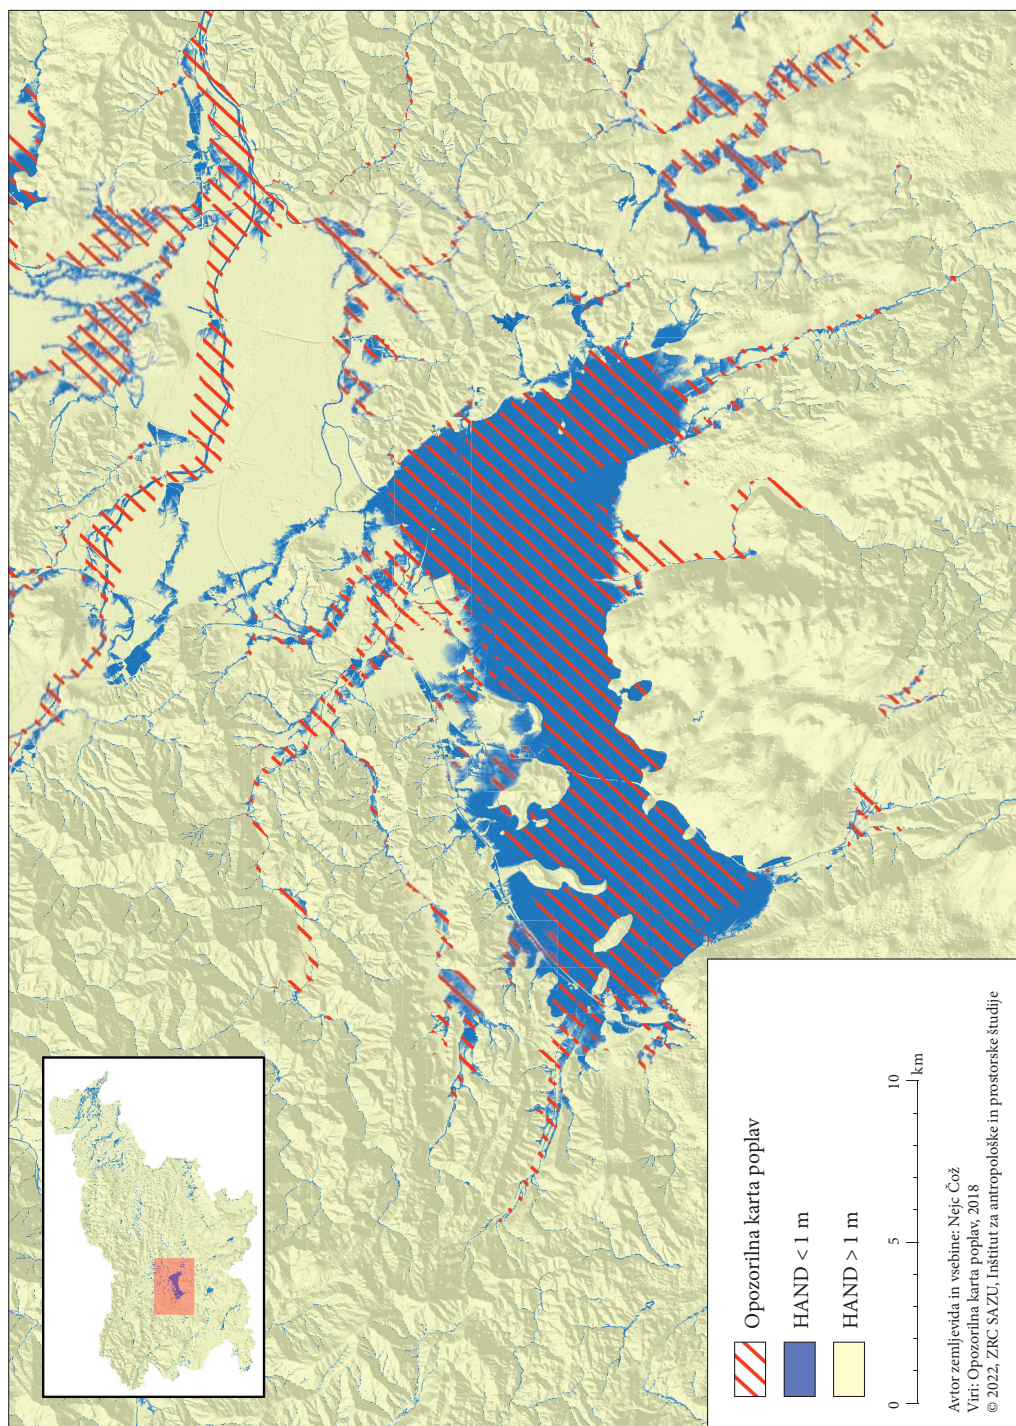 Opozorilna karta poplav
HAND < 1 m
HAND > 1 m
0 5 10
km
Avtor zemljevida in vsebine: Nejc Čož
Viri: Opozorilna karta poplav, 2018
© 2022, ZRC SAZU, Inštitut za antropološke in prostorske študije